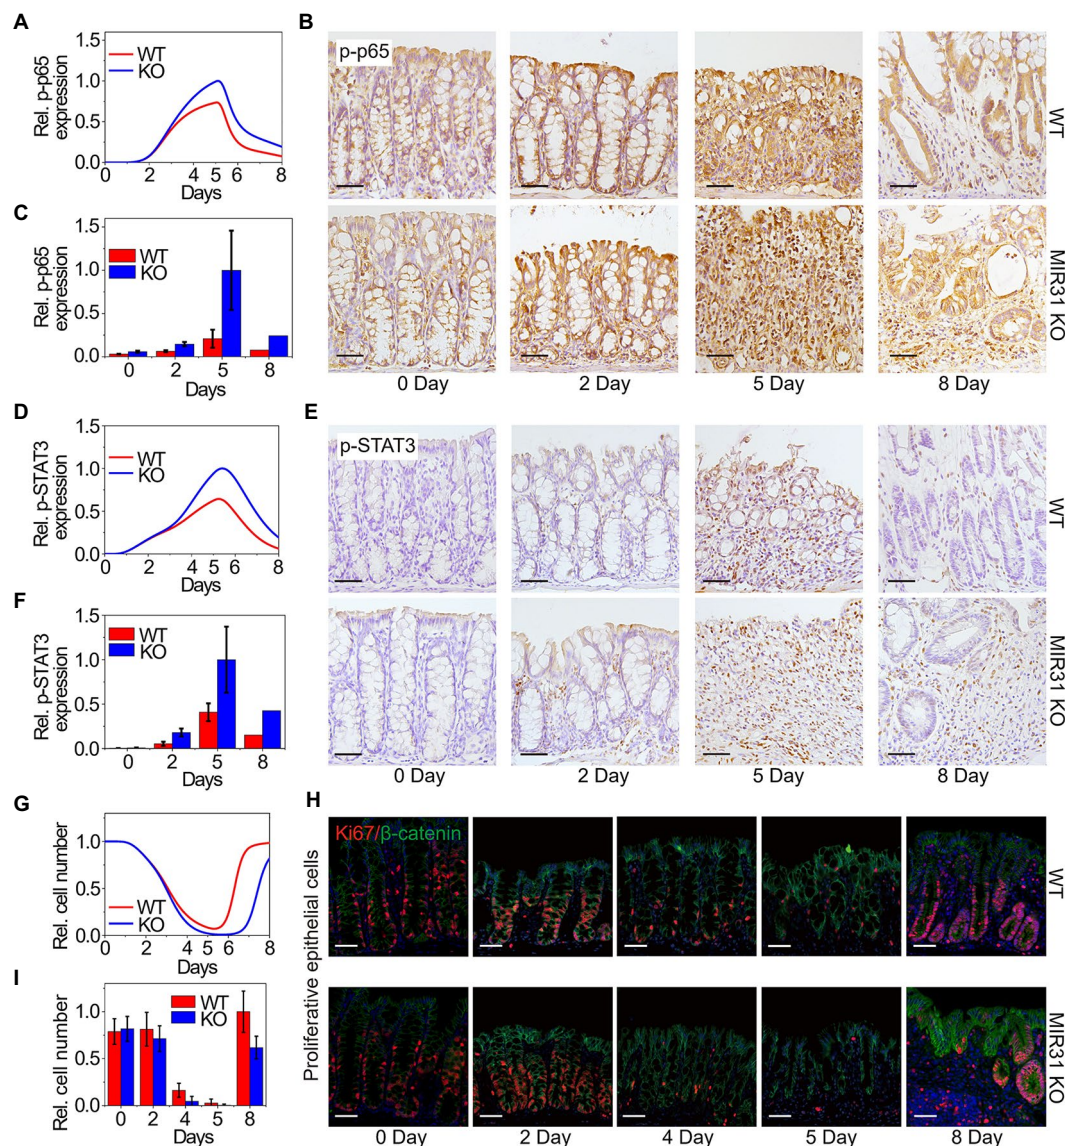 A
Rel. p-p65
expression
1.5
1.0
0.5
0.0
WT
KO
0 2 4 5 6 8
Days
B
p-p65
WT
MIR31 KO
0 Day 2 Day 5 Day 8 Day
C
Rel. p-p65
expression
1.5
1.0
0.5
0.0
WT
KO
0 2 5 8
Days
D
Rel. p-STAT3
expression
1.5
1.0
0.5
0.0
WT
KO
0 2 4 5 6 8
Days
E
p-STAT3
WT
MIR31 KO
0 Day 2 Day 5 Day 8 Day
F
Rel. p-STAT3
expression
1.5
1.0
0.5
0.0
WT
KO
0 2 5 8
Days
G
Rel. cell number
1.0
0.5
0.0
WT
KO
0 2 4 5 6 8
Days
H
Proliferative epithelial cells
Ki67/β-catenin
WT
MIR31 KO
0 Day 2 Day 4 Day 5 Day 8 Day
I
Rel. cell number
1.0
0.5
0.0
WT
KO
0 2 4 5 8
Days